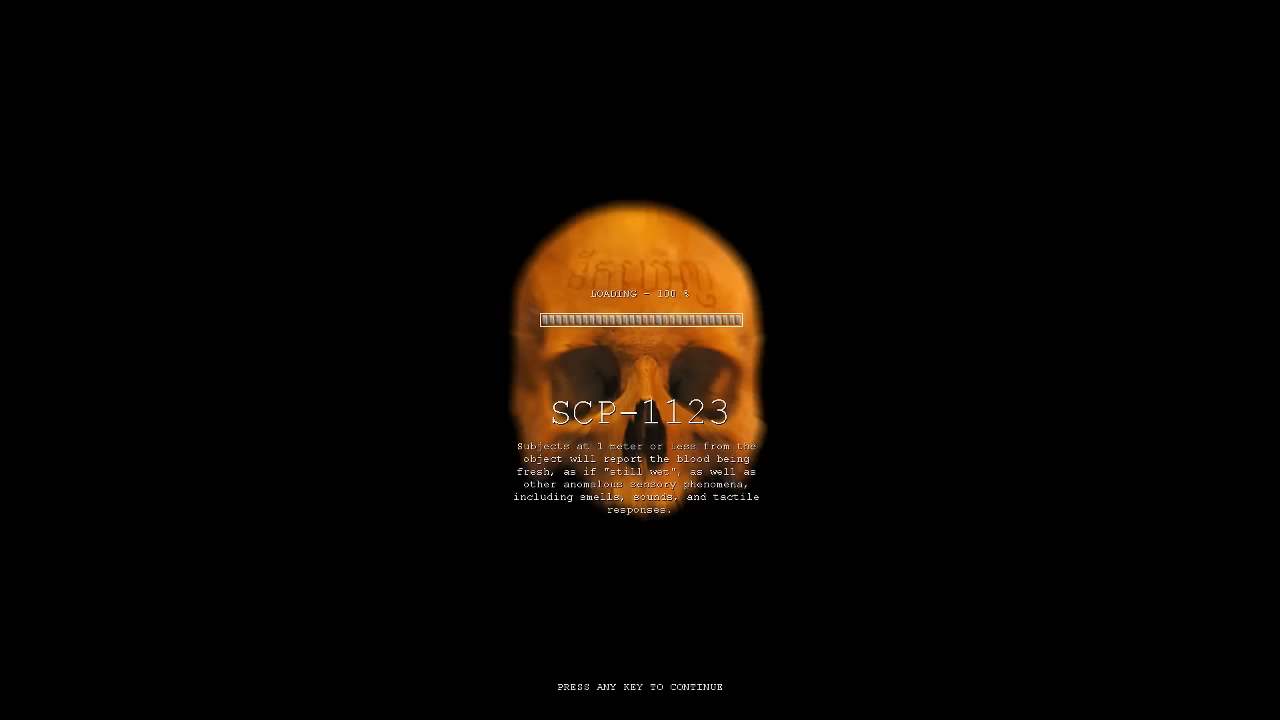 LOADING - 100 %
SCP-1123
Subjects at 1 meter or less from the
object will report the blood being
fresh, as if "still wet", as well as
other anomalous sensory phenomena,
including smells, sounds, and tactile
responses.
PRESS ANY KEY TO CONTINUE